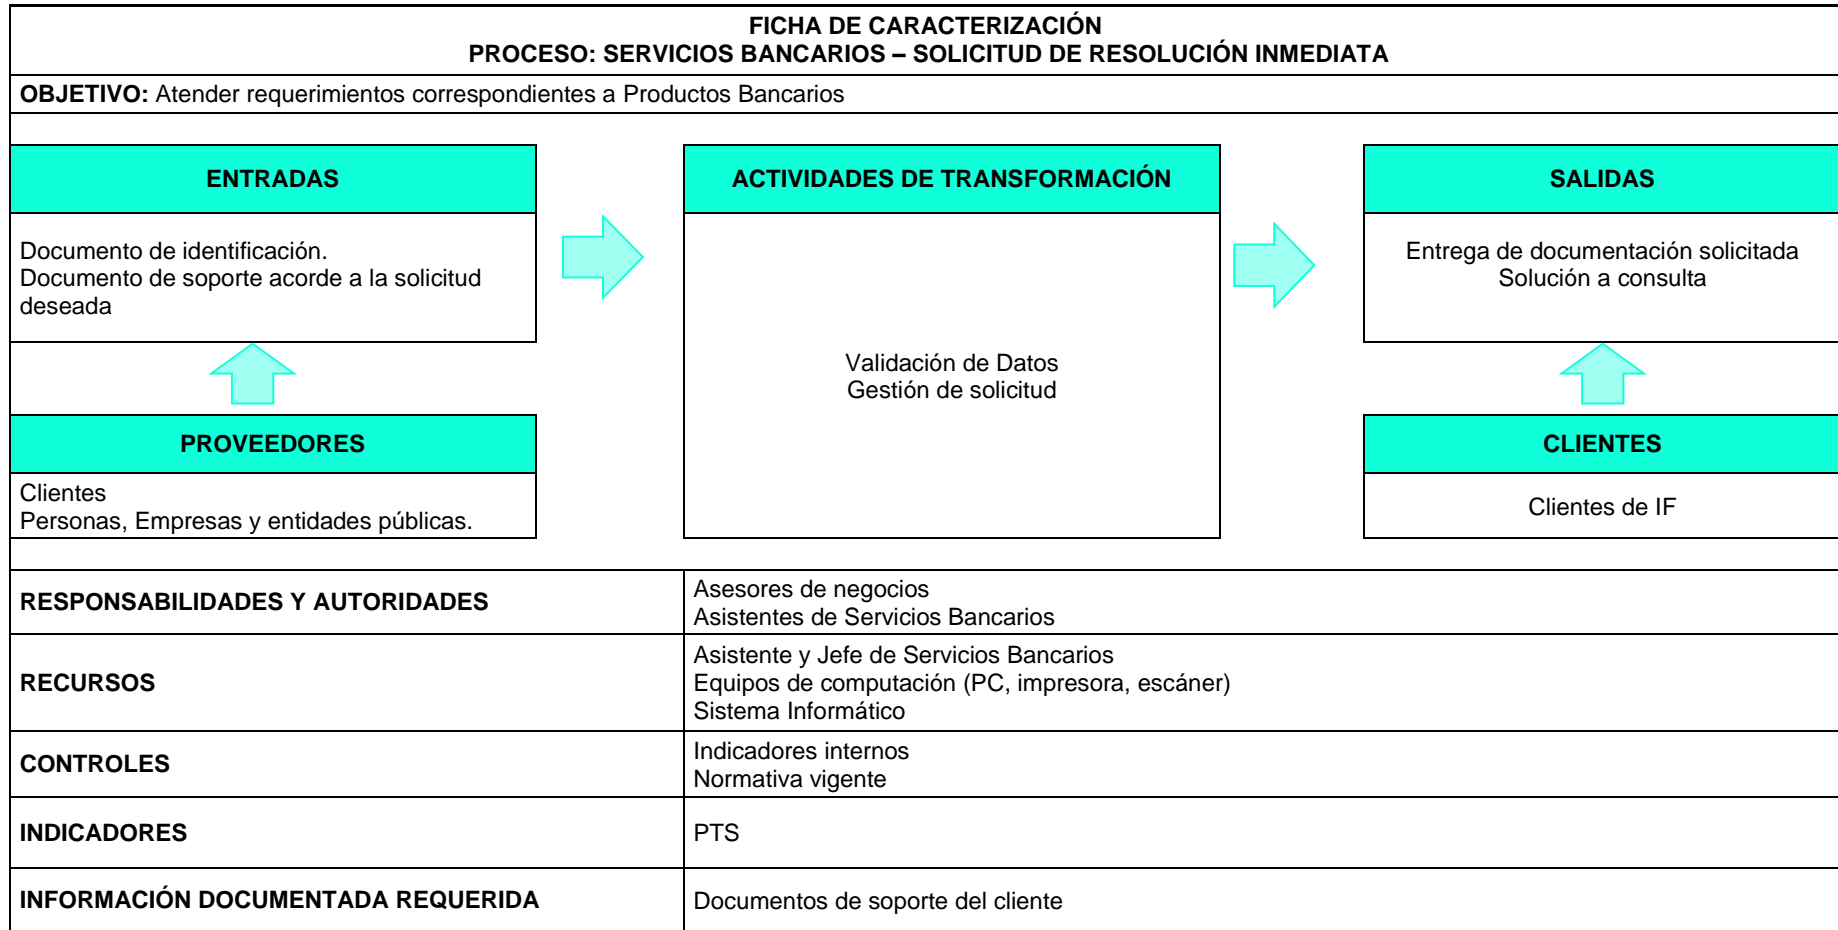 FICHA DE CARACTERIZACIÓN
PROCESO: SERVICIOS BANCARIOS – SOLICITUD DE RESOLUCIÓN INMEDIATA
OBJETIVO: Atender requerimientos correspondientes a Productos Bancarios
ENTRADAS
Documento de identificación.
Documento de soporte acorde a la solicitud
deseada
PROVEEDORES
Clientes
Personas, Empresas y entidades públicas.
ACTIVIDADES DE TRANSFORMACIÓN
Validación de Datos
Gestión de solicitud
SALIDAS
Entrega de documentación solicitada
Solución a consulta
CLIENTES
Clientes de IF
RESPONSABILIDADES Y AUTORIDADES
Asesores de negocios
Asistentes de Servicios Bancarios
RECURSOS
Asistente y Jefe de Servicios Bancarios
Equipos de computación (PC, impresora, escáner)
Sistema Informático
CONTROLES
Indicadores internos
Normativa vigente
INDICADORES
PTS
INFORMACIÓN DOCUMENTADA REQUERIDA
Documentos de soporte del cliente